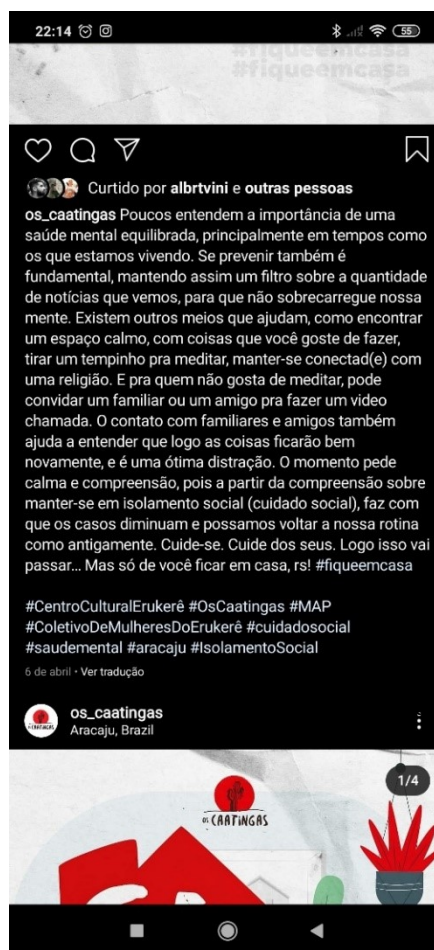 22:14
55
#fiqueemcasa
#fiqueemcasa
Curtido por albrtvini e outras pessoas
os_caatingas Poucos entendem a importância de uma
saúde mental equilibrada, principalmente em tempos como
os que estamos vivendo. Se prevenir também é
fundamental, mantendo assim um filtro sobre a quantidade
de notícias que vemos, para que não sobrecarregue nossa
mente. Existem outros meios que ajudam, como encontrar
um espaço calmo, com coisas que você goste de fazer,
tirar um tempinho pra meditar, manter-se conectad(e) com
uma religião. E pra quem não gosta de meditar, pode
convidar um familiar ou um amigo pra fazer um video
chamada. O contato com familiares e amigos também
ajuda a entender que logo as coisas ficarão bem
novamente, e é uma ótima distração. O momento pede
calma e compreensão, pois a partir da compreensão sobre
manter-se em isolamento social (cuidado social), faz com
que os casos diminuam e possamos voltar a nossa rotina
como antigamente. Cuide-se. Cuide dos seus. Logo isso vai
passar... Mas só de você ficar em casa, rs! #fiqueemcasa
#CentroCulturalErukerê #OsCaatingas #MAP
#ColetivoDeMulheresDoErukerê #cuidadosocial
#saudemental #aracaju #IsolamentoSocial
6 de abril • Ver tradução
os_caatingas
Aracaju, Brazil
1/4
OS CAATINGAS